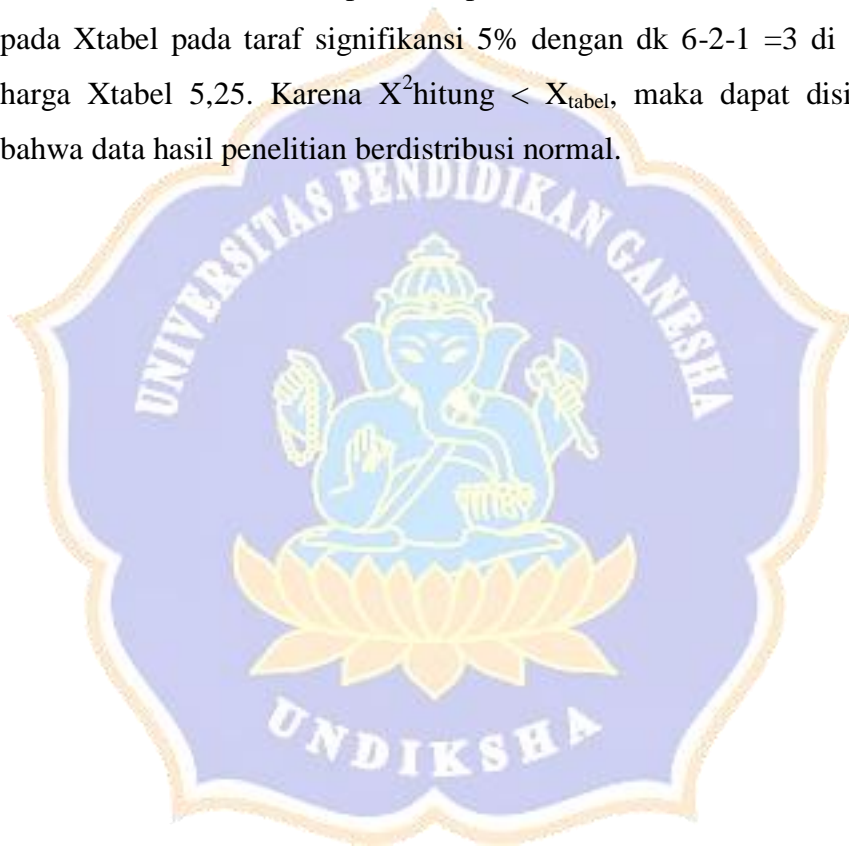 pada Xtabel pada taraf signifikansi 5% dengan dk 6-2-1 =3 di
harga Xtabel 5,25. Karena X²hitung < Xtabel, maka dapat disi
bahwa data hasil penelitian berdistribusi normal.
UNIVERSITAS PENDIDIKAN GANESHA
UNDIKSHA